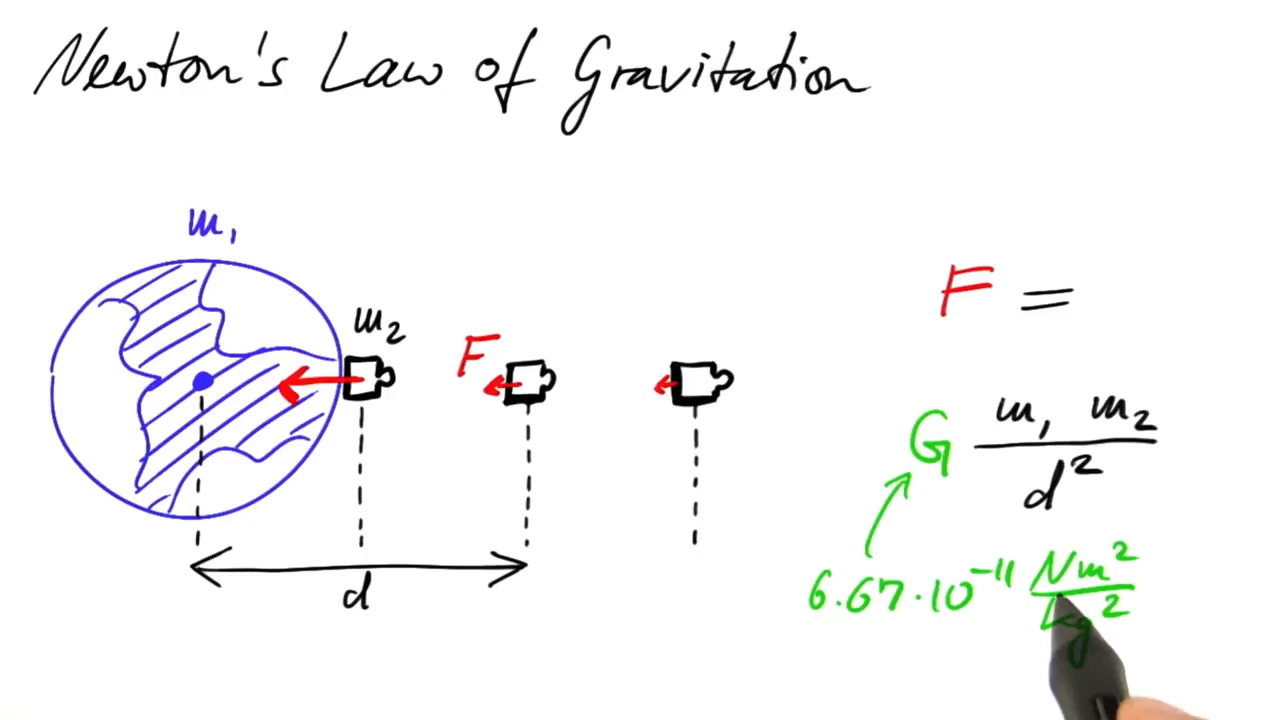 Newton's Law of Gravitation
m₁
m₂
F
d
F =
G m₁ m₂ / d²
6.67·10⁻¹¹ Nm² / kg²